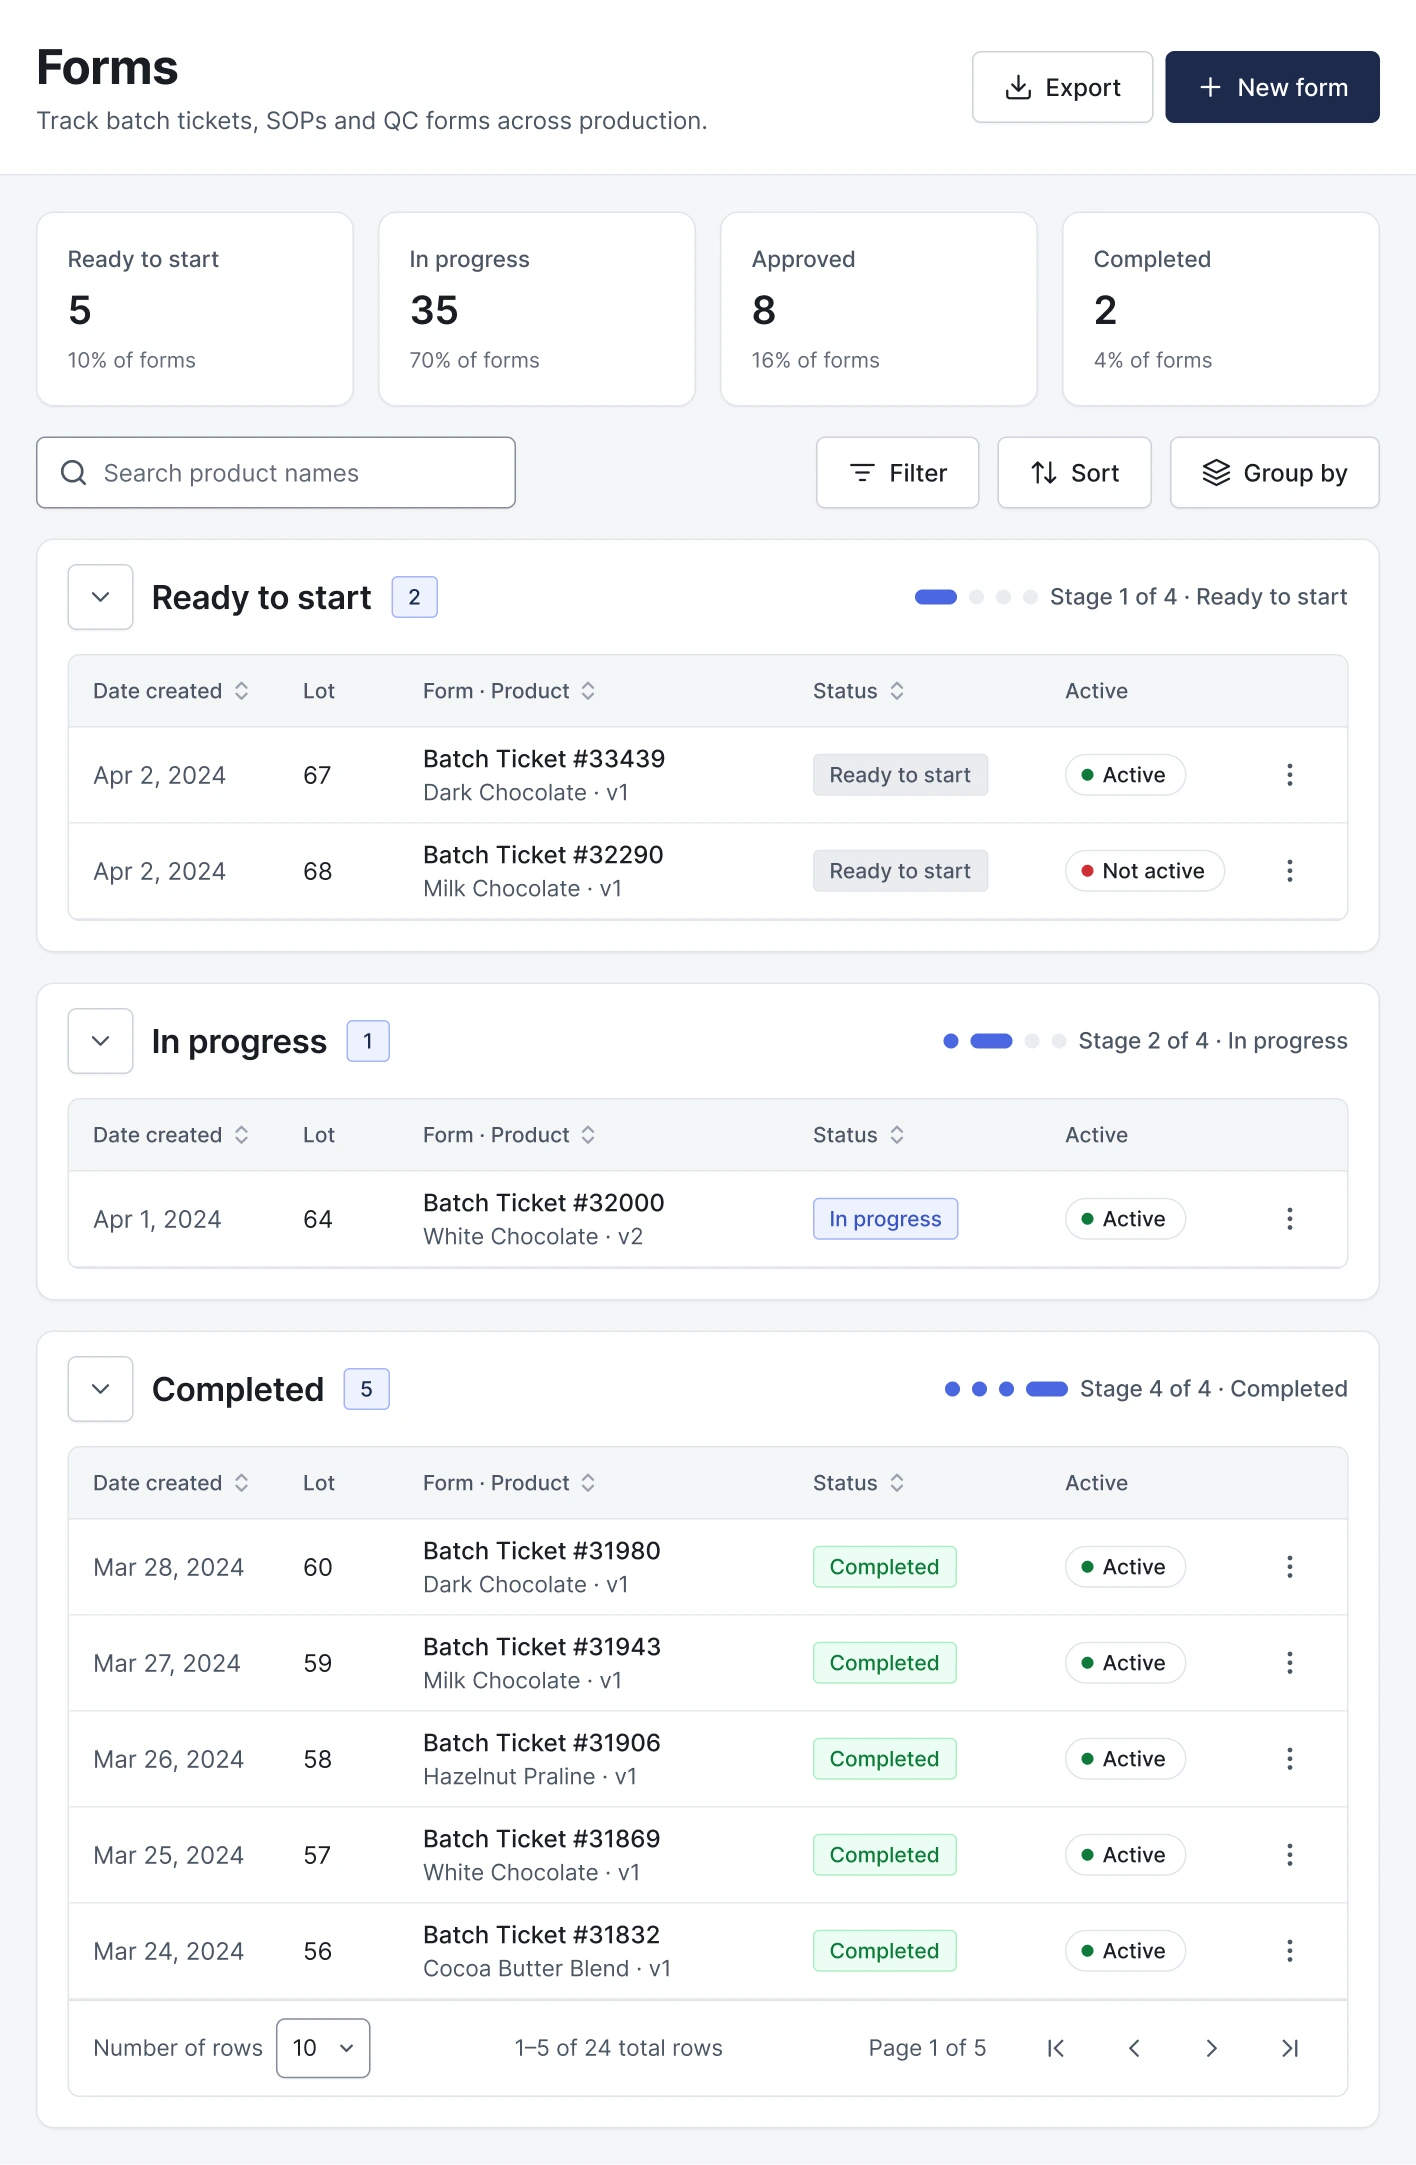 Forms
Track batch tickets, SOPs and QC forms across production.
Export
New form
Ready to start
5
10% of forms
In progress
35
70% of forms
Approved
8
16% of forms
Completed
2
4% of forms
Search product names
Filter
Sort
Group by
Ready to start 2
Stage 1 of 4 · Ready to start
Date created Lot Form · Product Status Active
Apr 2, 2024 67 Batch Ticket #33439 Ready to start Active
Dark Chocolate · v1
Apr 2, 2024 68 Batch Ticket #32290 Ready to start Not active
Milk Chocolate · v1
In progress 1
Stage 2 of 4 · In progress
Date created Lot Form · Product Status Active
Apr 1, 2024 64 Batch Ticket #32000 In progress Active
White Chocolate · v2
Completed 5
Stage 4 of 4 · Completed
Date created Lot Form · Product Status Active
Mar 28, 2024 60 Batch Ticket #31980 Completed Active
Dark Chocolate · v1
Mar 27, 2024 59 Batch Ticket #31943 Completed Active
Milk Chocolate · v1
Mar 26, 2024 58 Batch Ticket #31906 Completed Active
Hazelnut Praline · v1
Mar 25, 2024 57 Batch Ticket #31869 Completed Active
White Chocolate · v1
Mar 24, 2024 56 Batch Ticket #31832 Completed Active
Cocoa Butter Blend · v1
Number of rows 10 1–5 of 24 total rows Page 1 of 5